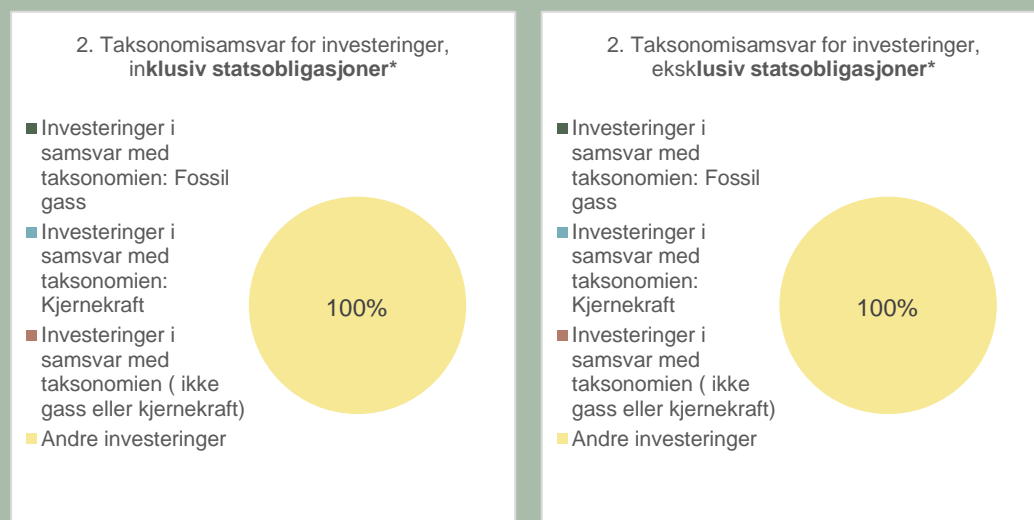 2. Taksonomisamsvar for investeringer,
inklusiv statsobligasjoner*
Investeringer i
samsvar med
taksonomien: Fossil
gass
Investeringer i
samsvar med
taksonomien:
Kjernekraft
Investeringer i
samsvar med
taksonomien ( ikke
gass eller kjernekraft)
Andre investeringer
100%
2. Taksonomisamsvar for investeringer,
eksklusiv statsobligasjoner*
Investeringer i
samsvar med
taksonomien: Fossil
gass
Investeringer i
samsvar med
taksonomien:
Kjernekraft
Investeringer i
samsvar med
taksonomien ( ikke
gass eller kjernekraft)
Andre investeringer
100%